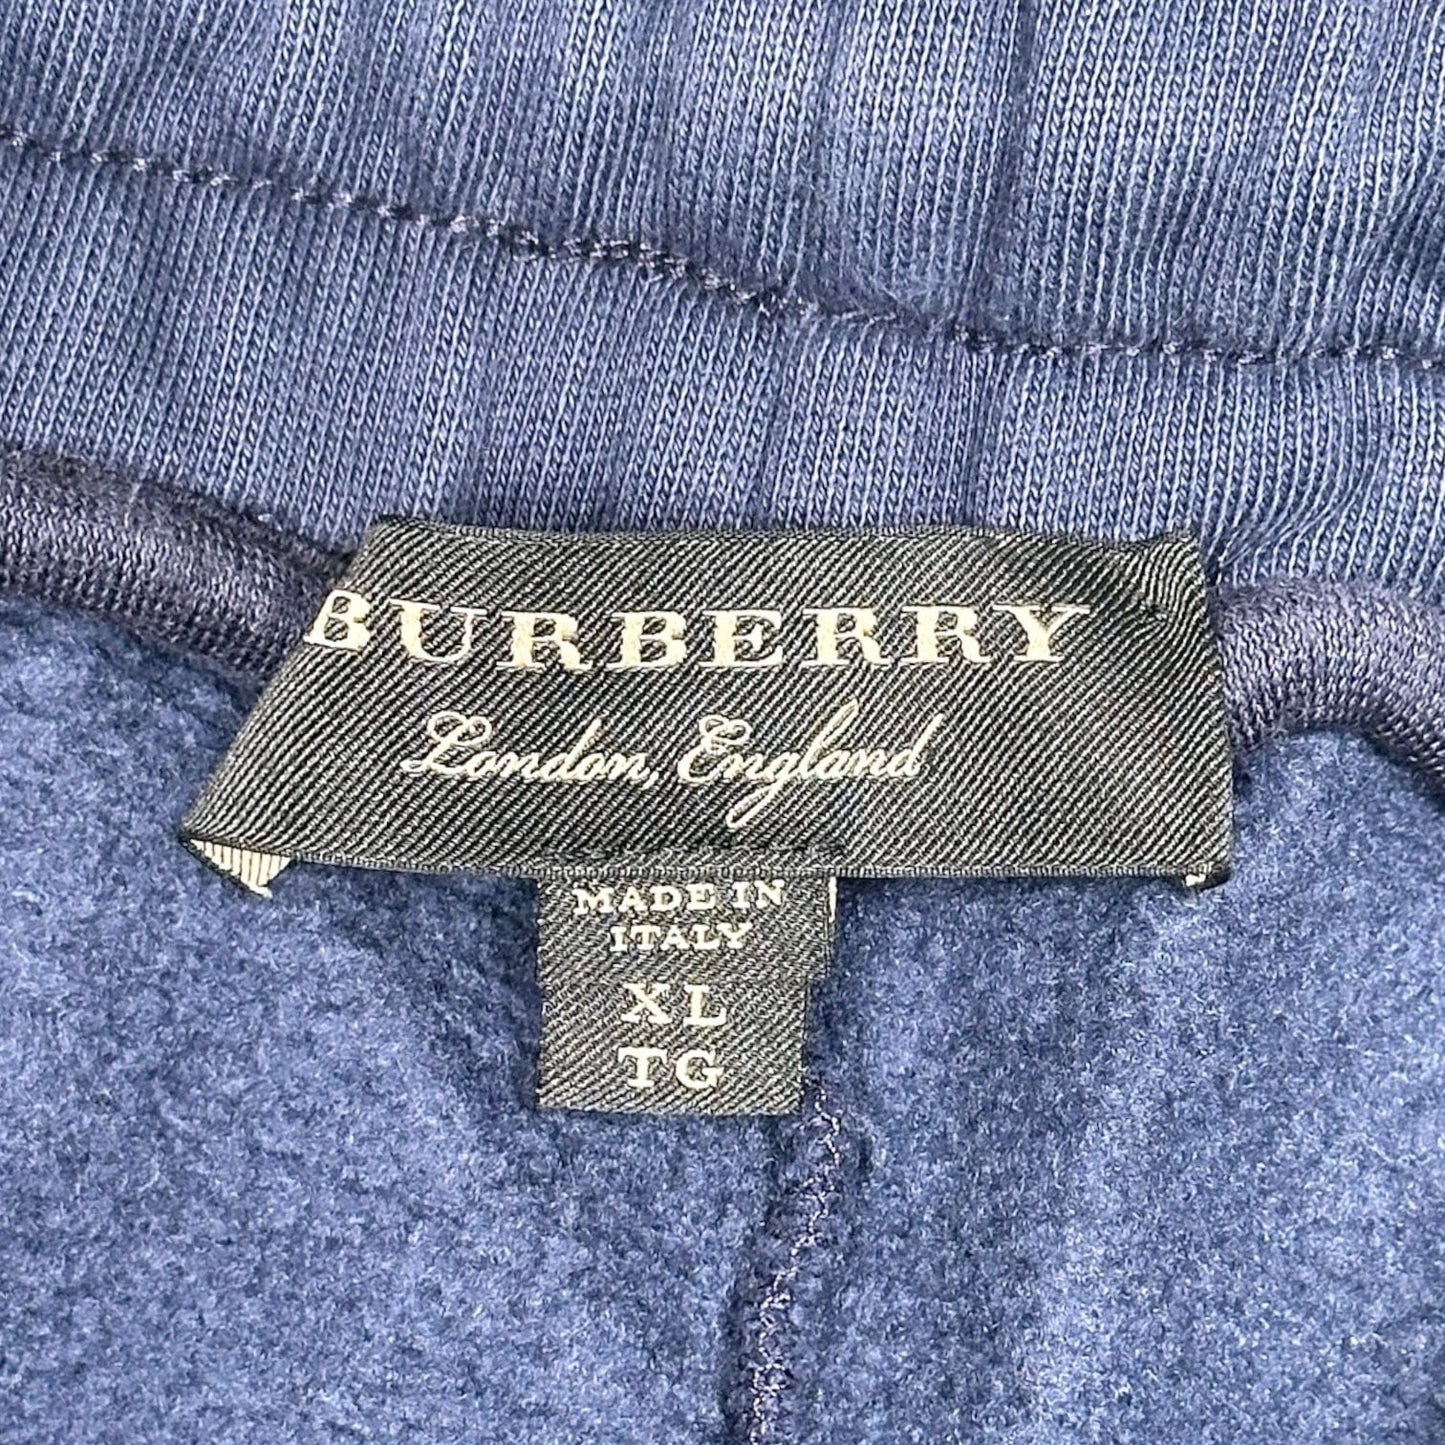 BURBERRY
London, England
MADE IN
ITALY
XL
TG